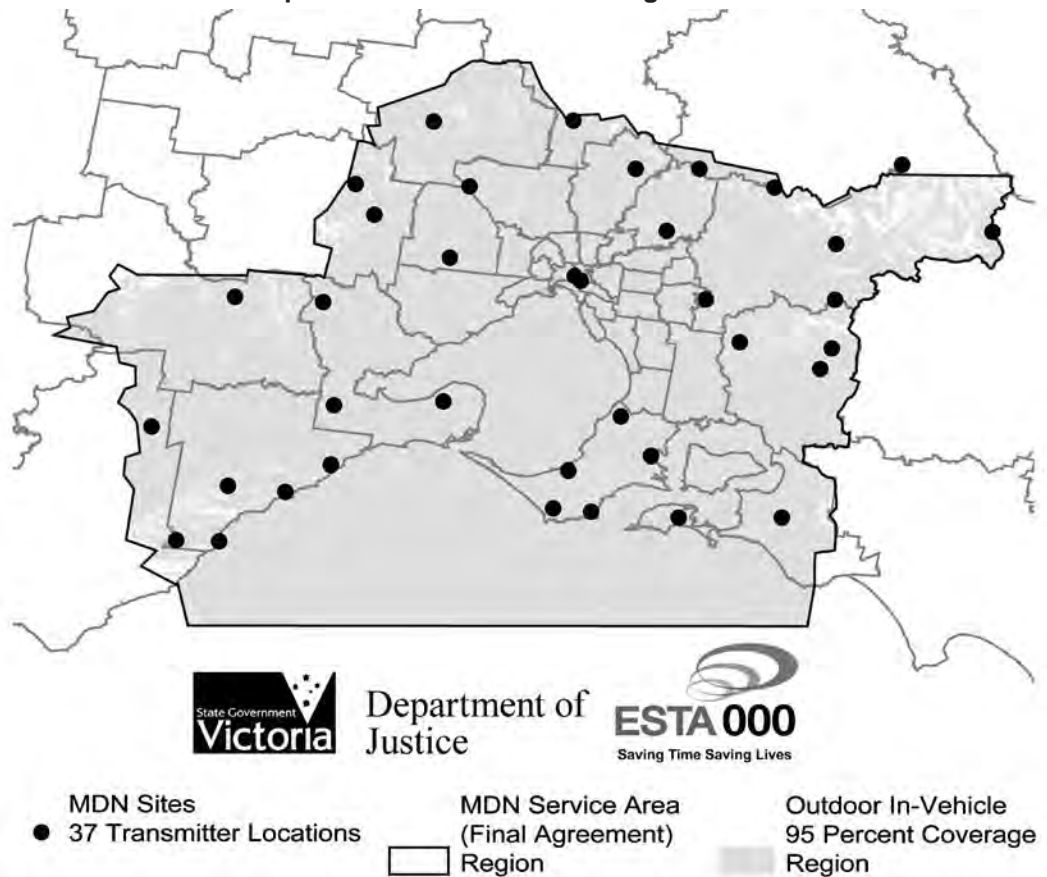 State Government
Victoria
Department of
Justice
ESTA 000
Saving Time Saving Lives
MDN Sites
37 Transmitter Locations
MDN Service Area
(Final Agreement)
Region
Outdoor In-Vehicle
95 Percent Coverage
Region